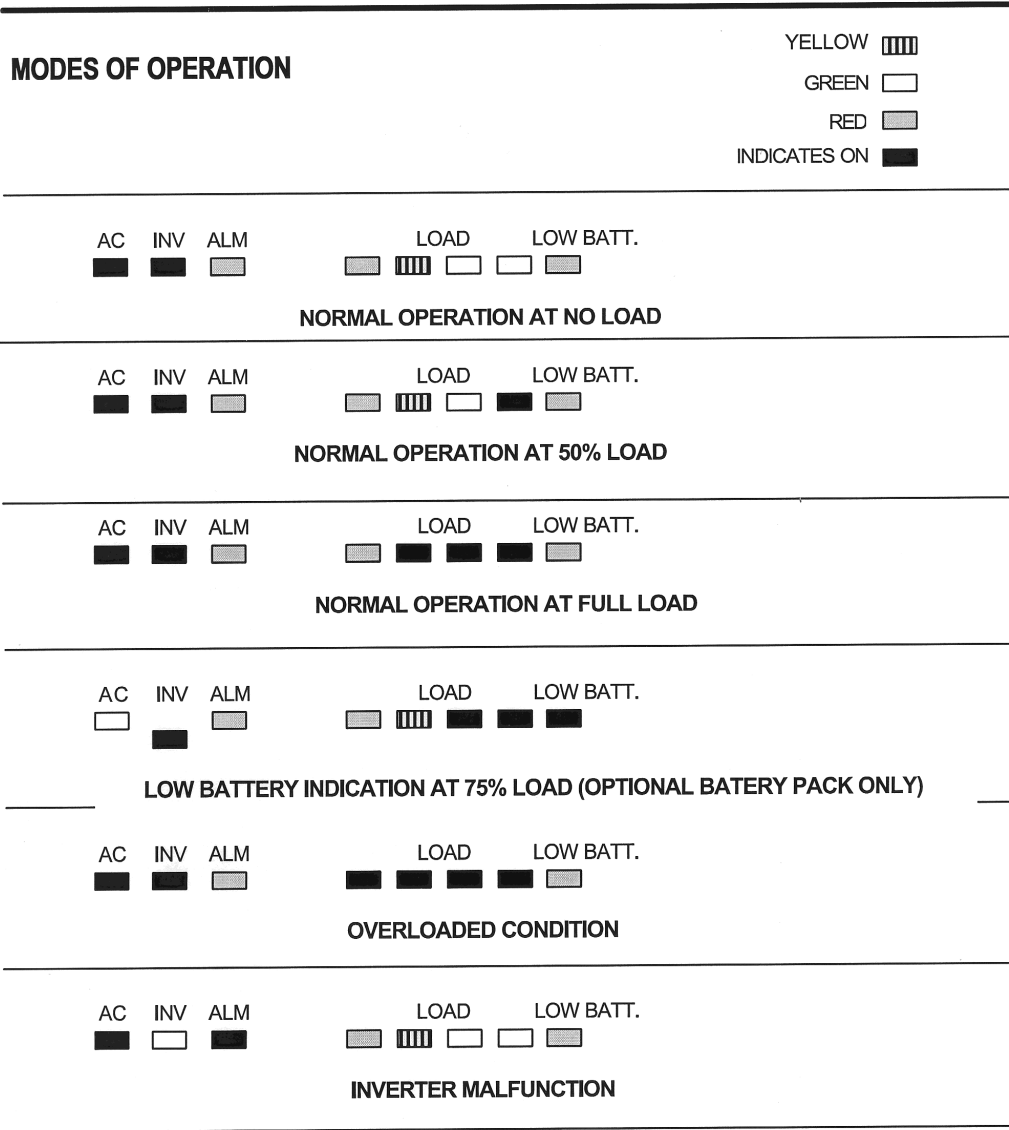 YELLOW
MODES OF OPERATION
GREEN
RED
INDICATES ON
AC INV ALM LOAD LOW BATT.
NORMAL OPERATION AT NO LOAD
AC INV ALM LOAD LOW BATT.
NORMAL OPERATION AT 50% LOAD
AC INV ALM LOAD LOW BATT.
NORMAL OPERATION AT FULL LOAD
AC INV ALM LOAD LOW BATT.
LOW BATTERY INDICATION AT 75% LOAD (OPTIONAL BATERY PACK ONLY)
AC INV ALM LOAD LOW BATT.
OVERLOADED CONDITION
AC INV ALM LOAD LOW BATT.
INVERTER MALFUNCTION